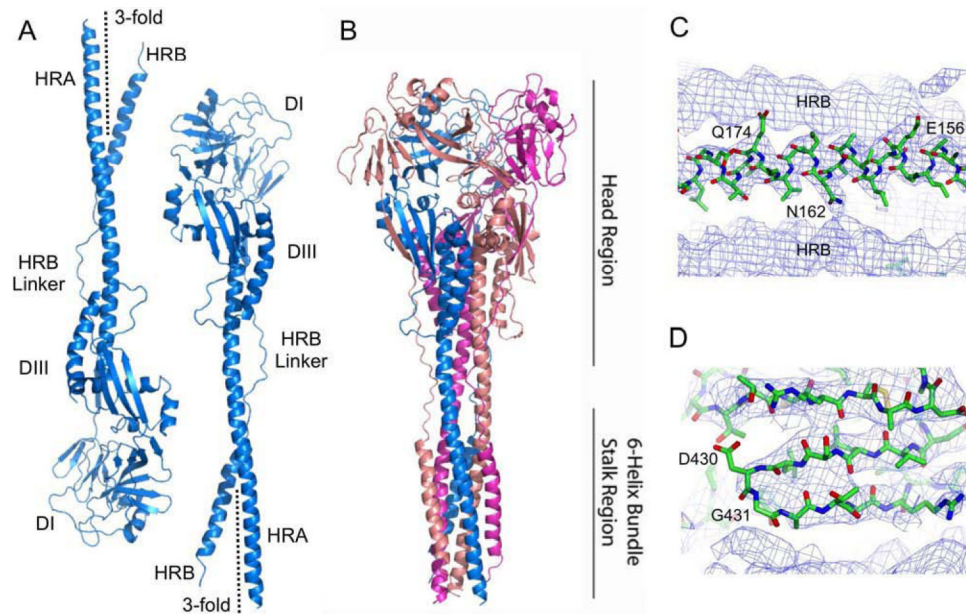 A
3-fold
HRB
HRA
DI
HRB
Linker
DIII
DIII
HRB
Linker
DI
HRA
HRB
3-fold
B
Head Region
6-Helix Bundle
Stalk Region
C
HRB
Q174
E156
N162
HRB
D
D430
G431